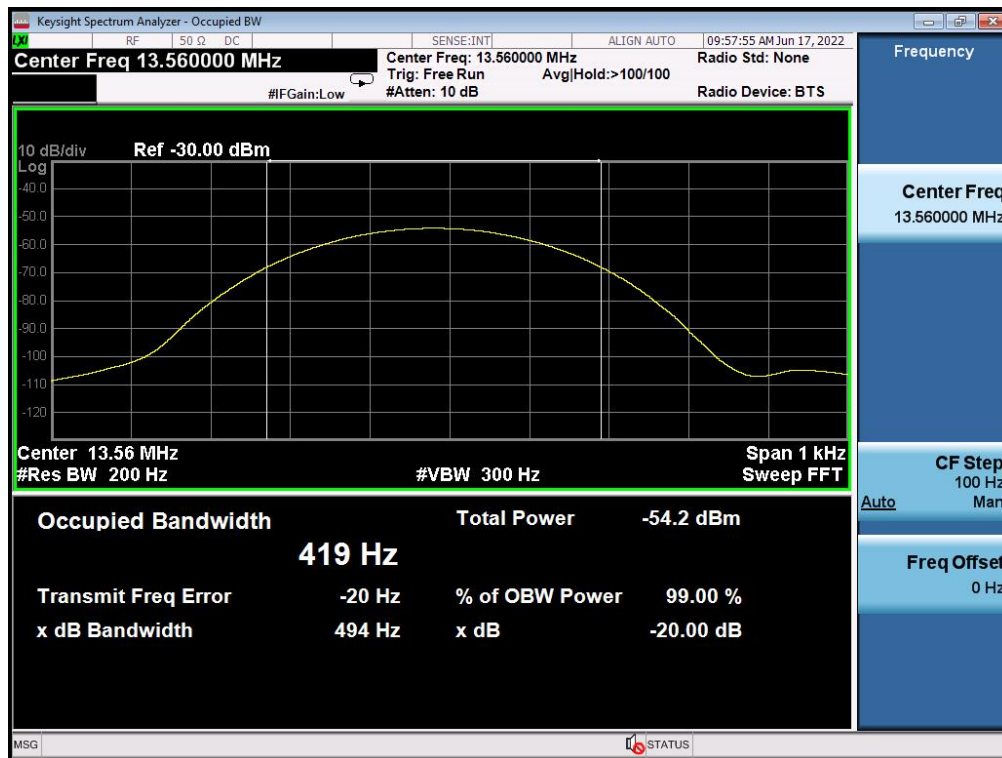 Keysight Spectrum Analyzer - Occupied BW
LXI RF 50 Ω DC SENSE:INT ALIGN AUTO 09:57:55 AM Jun 17, 2022
Center Freq 13.560000 MHz
Center Freq: 13.560000 MHz
Radio Std: None
Trig: Free Run Avg|Hold:>100/100
#IFGain:Low #Atten: 10 dB
Radio Device: BTS
10 dB/div Ref -30.00 dBm
Log
-40.0
-50.0
-60.0
-70.0
-80.0
-90.0
-100
-110
-120
Center 13.56 MHz Span 1 kHz
#Res BW 200 Hz #VBW 300 Hz Sweep FFT
Occupied Bandwidth Total Power -54.2 dBm
419 Hz
Transmit Freq Error -20 Hz % of OBW Power 99.00 %
x dB Bandwidth 494 Hz x dB -20.00 dB
MSG STATUS
Frequency
Center Freq
13.560000 MHz
CF Step
100 Hz
Auto Man
Freq Offset
0 Hz